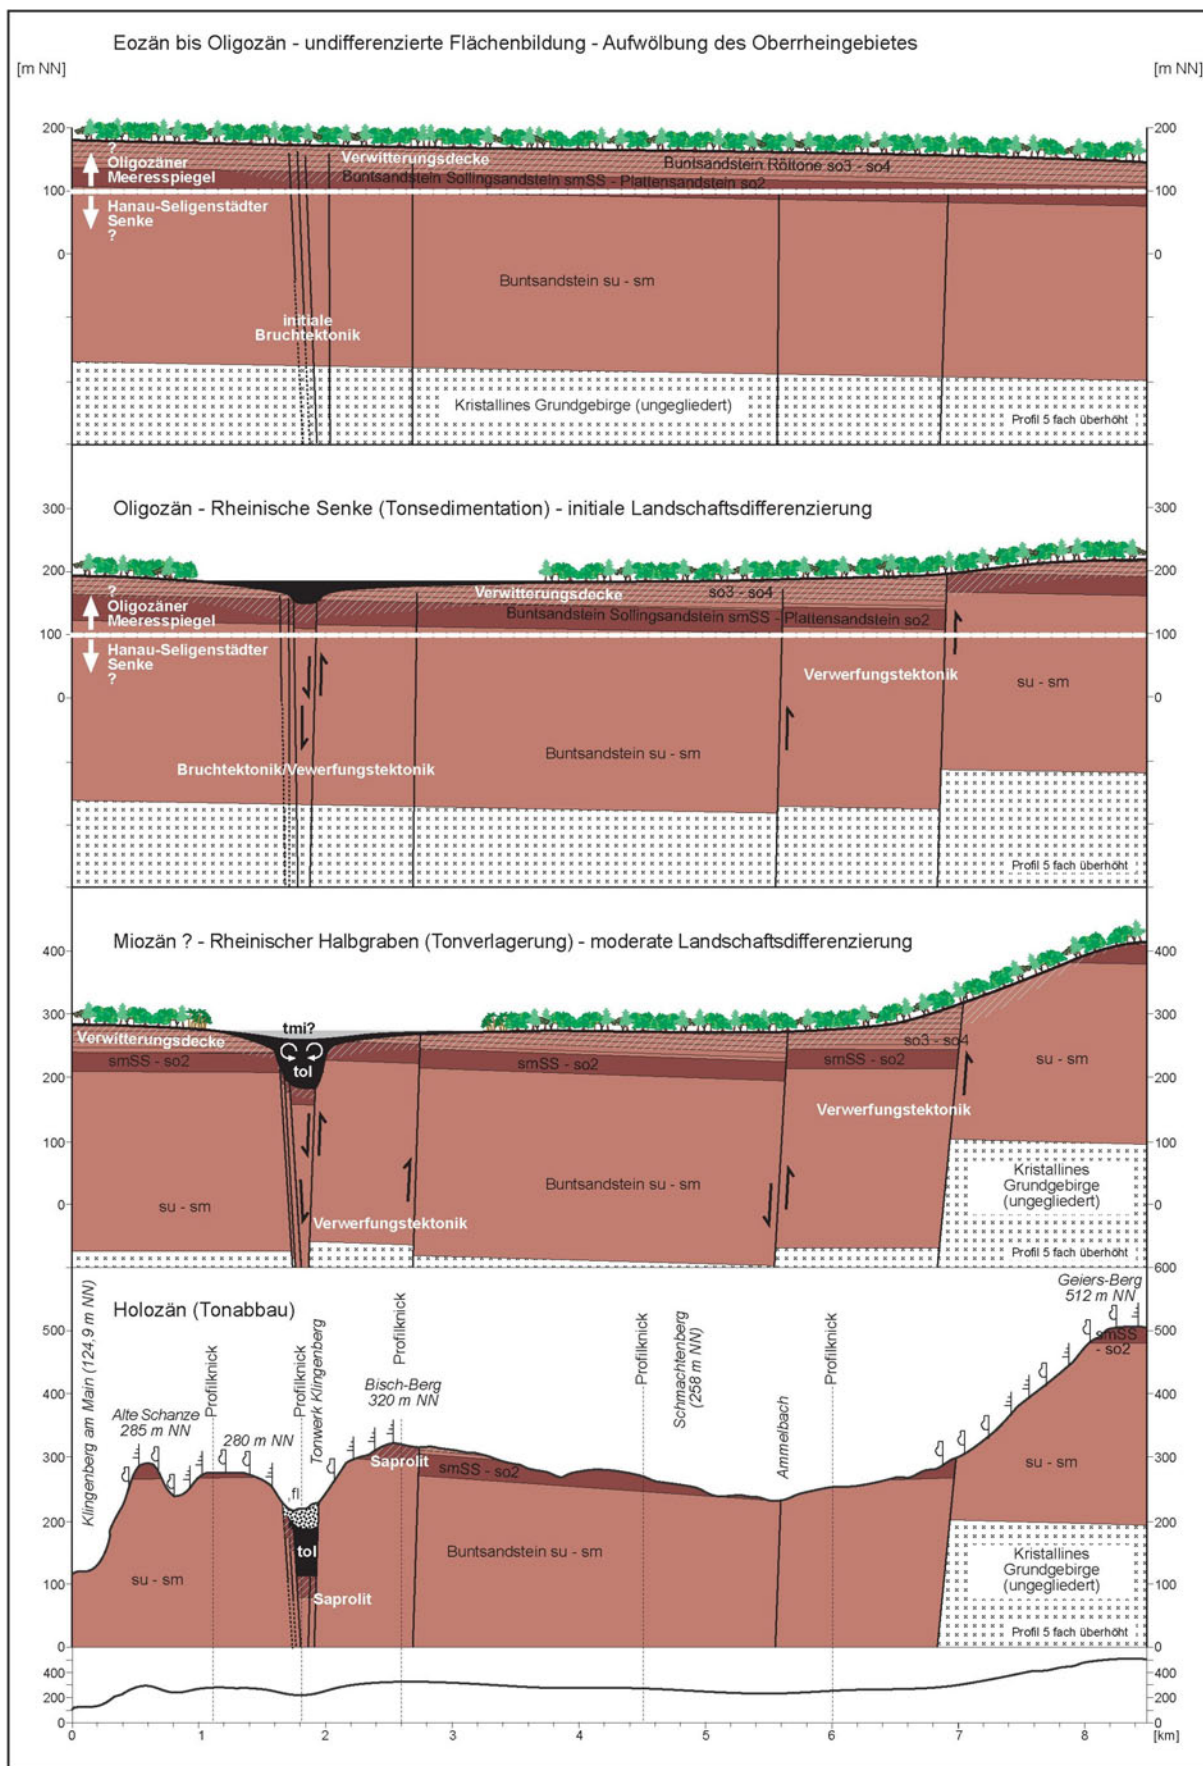 Eozän bis Oligozän - undifferenzierte Flächenbildung - Aufwölbung des Oberrheingebietes
[m NN]
[m NN]
200
200
?
Oligozäner
Meeresspiegel
Verwitterungsdecke
Buntsandstein Röttone so3 - so4
Buntsandstein Sollingsandstein smSS - Plattensandstein so2
100
100
Hanau-Seligenstädter
Senke
?
0
0
Buntsandstein su - sm
initiale
Bruchtektonik
Kristallines Grundgebirge (ungegliedert)
Profil 5 fach überhöht
Oligozän - Rheinische Senke (Tonsedimentation) - initiale Landschaftsdifferenzierung
300
300
200
200
?
Oligozäner
Meeresspiegel
Verwitterungsdecke
so3 - so4
Buntsandstein Sollingsandstein smSS - Plattensandstein so2
100
100
Hanau-Seligenstädter
Senke
?
Verwerfungstektonik
su - sm
0
0
Buntsandstein su - sm
Bruchtektonik/Vewerfungstektonik
Profil 5 fach überhöht
Miozän ? - Rheinischer Halbgraben (Tonverlagerung) - moderate Landschaftsdifferenzierung
400
400
300
300
tmi?
Verwitterungsdecke
so3 - so4
smSS - so2
tol
smSS - so2
smSS - so2
su - sm
200
200
Verwerfungstektonik
100
100
su - sm
Buntsandstein su - sm
Kristallines
Grundgebirge
(ungegliedert)
0
0
Verwerfungstektonik
Profil 5 fach überhöht
600
Holozän (Tonabbau)
Klingenberg am Main (124,9 m NN)
Alte Schanze
285 m NN
Profilknick
280 m NN
Profilknick
Tonwerk Klingenberg
Profilknick
Bisch-Berg
320 m NN
Profilknick
Schmachtenberg
(258 m NN)
Ammelbach
Profilknick
Geiers-Berg
512 m NN
smSS
- so2
500
500
400
400
300
300
Saprolit
smSS - so2
su - sm
fl
200
200
tol
Buntsandstein su - sm
su - sm
Kristallines
Grundgebirge
(ungegliedert)
100
100
Saprolit
Profil 5 fach überhöht
0
0
400
400
200
200
0
0
0 1 2 3 4 5 6 7 8 [km]